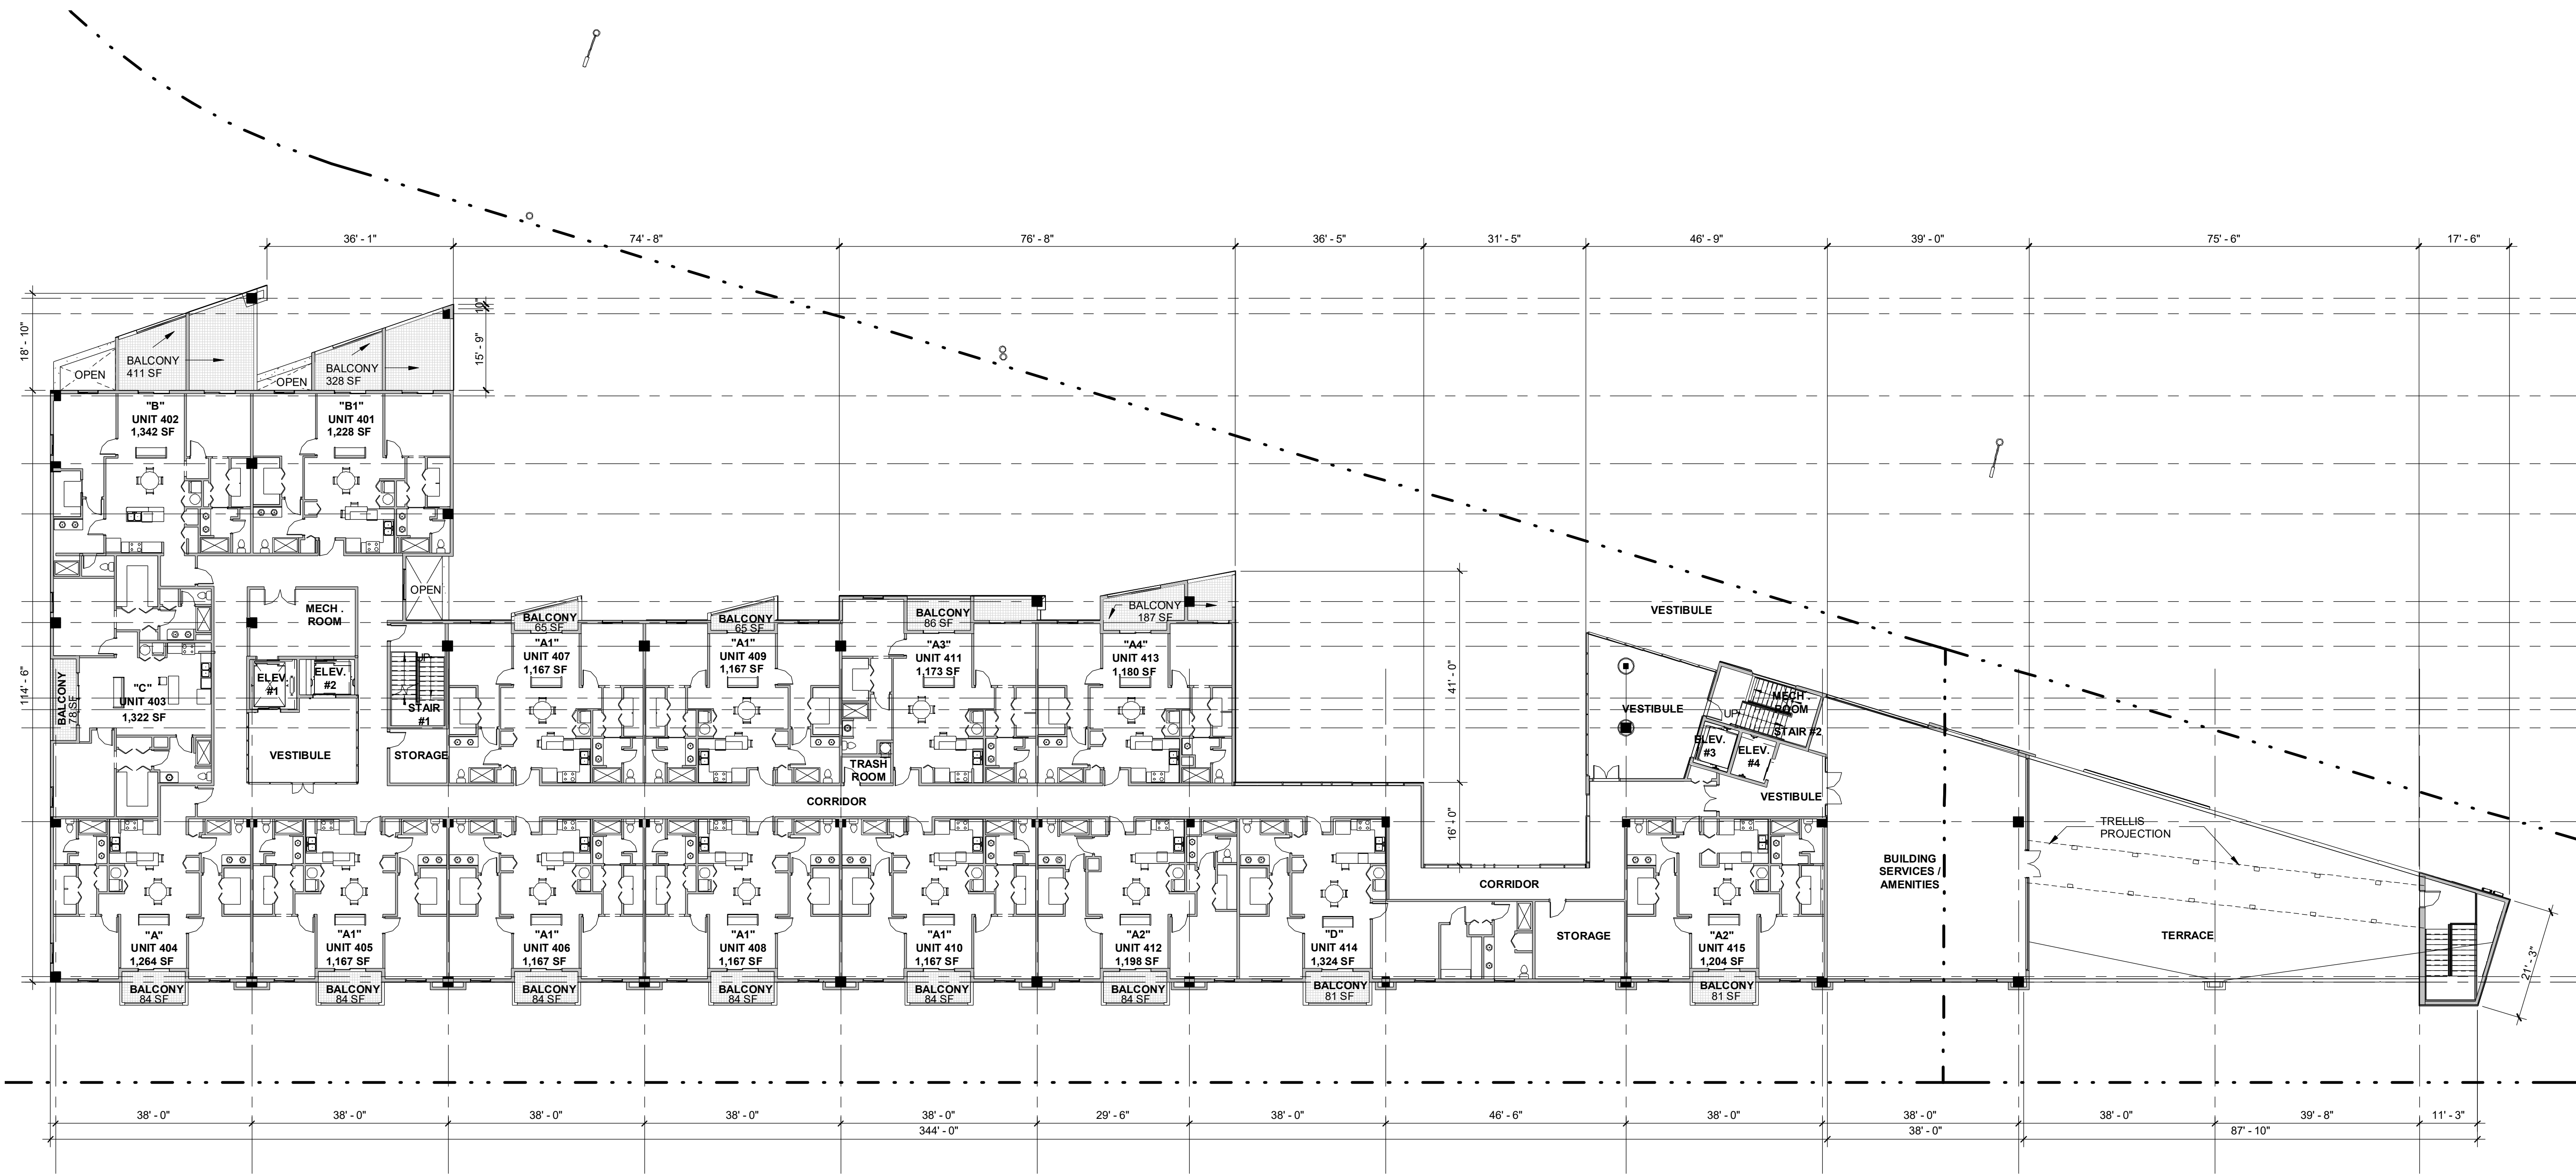 36' - 1"
74' - 8"
76' - 8"
36' - 5"
31' - 5"
46' - 9"
39' - 0"
75' - 6"
17' - 6"
18' - 10"
10"
15' - 9"
BALCONY
411 SF
OPEN
BALCONY
328 SF
OPEN
"B"
UNIT 402
1,342 SF
"B1"
UNIT 401
1,228 SF
OPEN
MECH .
ROOM
ELEV.
#1
ELEV.
#2
UP
STAIR
#1
VESTIBULE
STORAGE
114' - 6"
BALCONY
78 SF
"C"
UNIT 403
1,322 SF
BALCONY
65 SF
"A1"
UNIT 407
1,167 SF
BALCONY
65 SF
"A1"
UNIT 409
1,167 SF
BALCONY
86 SF
"A3"
UNIT 411
1,173 SF
BALCONY
187 SF
"A4"
UNIT 413
1,180 SF
TRASH
ROOM
CORRIDOR
41' - 0"
16' - 0"
VESTIBULE
VESTIBULE
MECH .
ROOM
UP
STAIR #2
ELEV.
#3
ELEV.
#4
VESTIBULE
CORRIDOR
STORAGE
BUILDING
SERVICES /
AMENITIES
TRELLIS
PROJECTION
TERRACE
21' - 3"
"A"
UNIT 404
1,264 SF
BALCONY
84 SF
"A1"
UNIT 405
1,167 SF
BALCONY
84 SF
"A1"
UNIT 406
1,167 SF
BALCONY
84 SF
"A1"
UNIT 408
1,167 SF
BALCONY
84 SF
"A1"
UNIT 410
1,167 SF
BALCONY
84 SF
"A2"
UNIT 412
1,198 SF
BALCONY
84 SF
"D"
UNIT 414
1,324 SF
BALCONY
81 SF
"A2"
UNIT 415
1,204 SF
BALCONY
81 SF
38' - 0"
38' - 0"
38' - 0"
38' - 0"
38' - 0"
29' - 6"
38' - 0"
46' - 6"
38' - 0"
38' - 0"
38' - 0"
39' - 8"
11' - 3"
344' - 0"
38' - 0"
87' - 10"